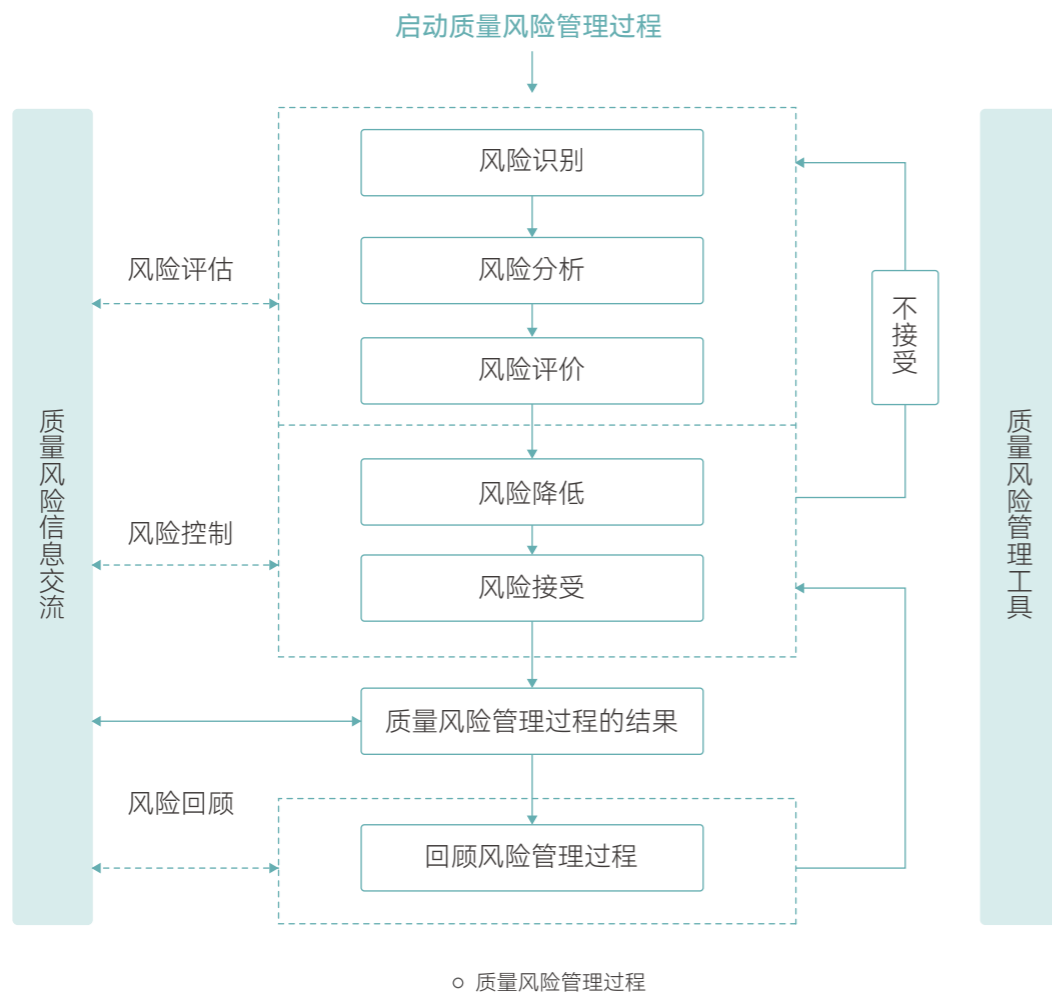 启动质量风险管理过程
风险识别
风险评估
风险分析
不接受
风险评价
质量风险信息交流
质量风险管理工具
风险降低
风险控制
风险接受
质量风险管理过程的结果
风险回顾
回顾风险管理过程
质量风险管理过程